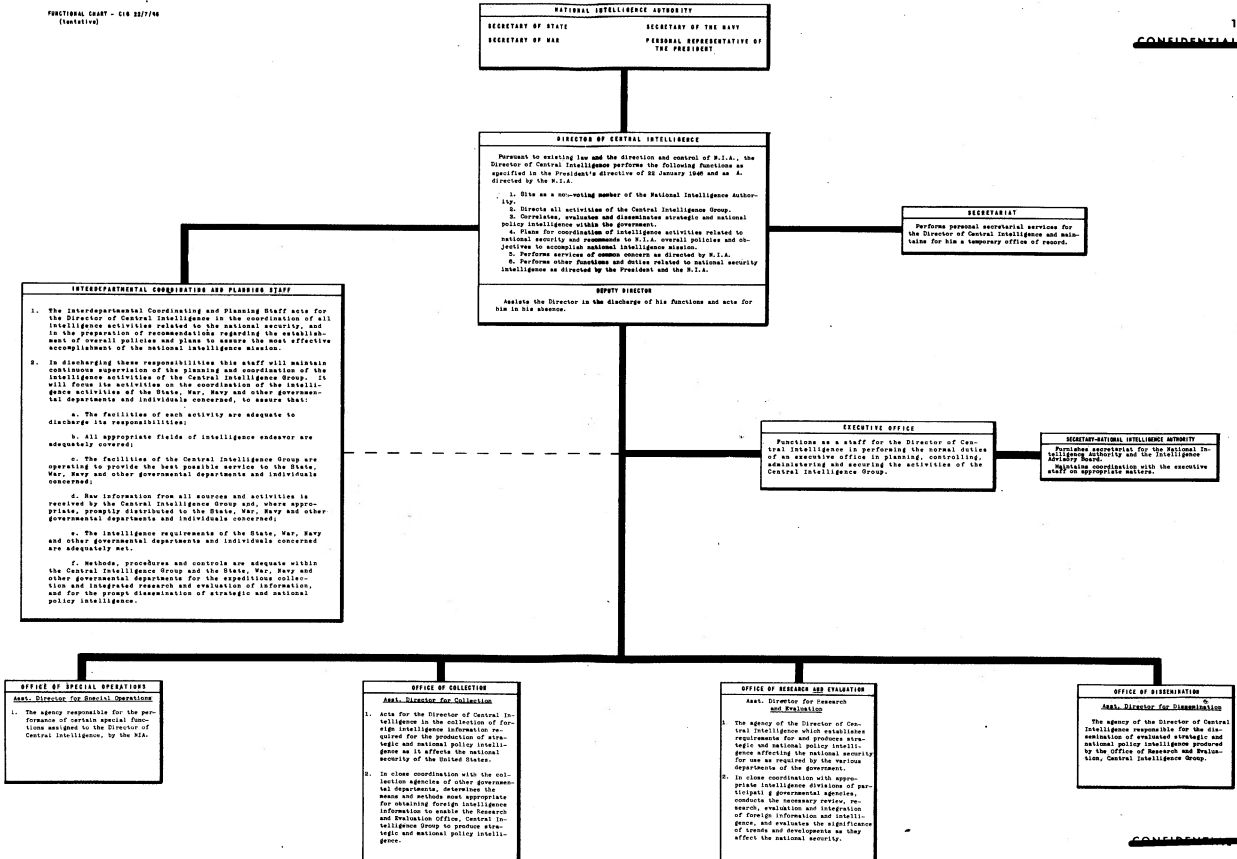 FUNCTIONAL CHART - CIG 22/7/46
(tentative)
1
CONFIDENTIAL
NATIONAL INTELLIGENCE AUTHORITY
SECRETARY OF STATE
SECRETARY OF THE NAVY
SECRETARY OF WAR
PERSONAL REPRESENTATIVE OF
THE PRESIDENT
DIRECTOR OF CENTRAL INTELLIGENCE
Pursuant to existing law and the direction and control of N.I.A., the
Director of Central Intelligence performs the following functions as
specified in the President's directive of 22 January 1946 and as A.
directed by the N.I.A.
1. Sits as a non-voting member of the National Intelligence Author-
ity.
2. Directs all activities of the Central Intelligence Group.
3. Correlates, evaluates and disseminates strategic and national
policy intelligence within the government.
4. Plans for coordination of intelligence activities related to
national security and recommends to N.I.A. overall policies and ob-
jectives to accomplish national intelligence mission.
5. Performs services of common concern as directed by N.I.A.
6. Performs other functions and duties related to national security
intelligence as directed by the President and the N.I.A.
DEPUTY DIRECTOR
Assists the Director in the discharge of his functions and acts for
him in his absence.
SECRETARIAT
Performs personal secretarial services for
the Director of Central Intelligence and main-
tains for him a temporary office of record.
INTERDEPARTMENTAL COORDINATING AND PLANNING STAFF
1. The Interdepartmental Coordinating and Planning Staff acts for
the Director of Central Intelligence in the coordination of all
intelligence activities related to the national security, and
in the preparation of recommendations regarding the establish-
ment of overall policies and plans to assure the most effective
accomplishment of the national intelligence mission.
2. In discharging these responsibilities this staff will maintain
continuous supervision of the planning and coordination of the
intelligence activities of the Central Intelligence Group. It
will focus its activities on the coordination of the intelli-
gence activities of the State, War, Navy and other governmen-
tal departments and individuals concerned, to assure that:
a. The facilities of each activity are adequate to
discharge its responsibilities;
b. All appropriate fields of intelligence endeavor are
adequately covered;
c. The facilities of the Central Intelligence Group are
operating to provide the best possible service to the State,
War, Navy and other governmental departments and individuals
concerned;
d. Raw information from all sources and activities is
received by the Central Intelligence Group and, where appro-
priate, promptly distributed to the State, War, Navy and other
governmental departments and individuals concerned;
e. The intelligence requirements of the State, War, Navy
and other governmental departments and individuals concerned
are adequately met.
f. Methods, procedures and controls are adequate within
the Central Intelligence Group and the State, War, Navy and
other governmental departments for the expeditious collec-
tion and integrated research and evaluation of information,
and for the prompt dissemination of strategic and national
policy intelligence.
EXECUTIVE OFFICE
Functions as a staff for the Director of Cen-
tral Intelligence in performing the normal duties
of an executive office in planning, controlling,
administering and securing the activities of the
Central Intelligence Group.
SECRETARY-NATIONAL INTELLIGENCE AUTHORITY
Furnishes secretariat for the National In-
telligence Authority and the Intelligence
Advisory Board.
Maintains coordination with the executive
staff on appropriate matters.
OFFICE OF SPECIAL OPERATIONS
Asst. Director for Special Operations
1. The agency responsible for the per-
formance of certain special func-
tions assigned to the Director of
Central Intelligence, by the NIA.
OFFICE OF COLLECTION
Asst. Director for Collection
1. Acts for the Director of Central In-
telligence in the collection of for-
eign intelligence information re-
quired for the production of stra-
tegic and national policy intelli-
gence as it affects the national
security of the United States.
2. In close coordination with the col-
lection agencies of other governmen-
tal departments, determines the
means and methods most appropriate
for obtaining foreign intelligence
information to enable the Research
and Evaluation Office, Central In-
telligence Group to produce stra-
tegic and national policy intelli-
gence.
OFFICE OF RESEARCH AND EVALUATION
Asst. Director for Research
and Evaluation
1 The agency of the Director of Cen-
tral Intelligence which establishes
requirements for and produces stra-
tegic and national policy intelli-
gence affecting the national security
for use as required by the various
departments of the government.
2. In close coordination with appro-
priate intelligence divisions of par-
ticipati g governmental agencies,
conducts the necessary review, re-
search, evaluation and integration
of foreign information and intelli-
gence, and evaluates the significance
of trends and developments as they
affect the national security.
OFFICE OF DISSEMINATION
Asst. Director for Dissemination
The agency of the Director of Central
Intelligence responsible for the dis-
semination of evaluated strategic and
national policy intelligence produced
by the Office of Research and Evalua-
tion, Central Intelligence Group.
CONFIDENTIAL